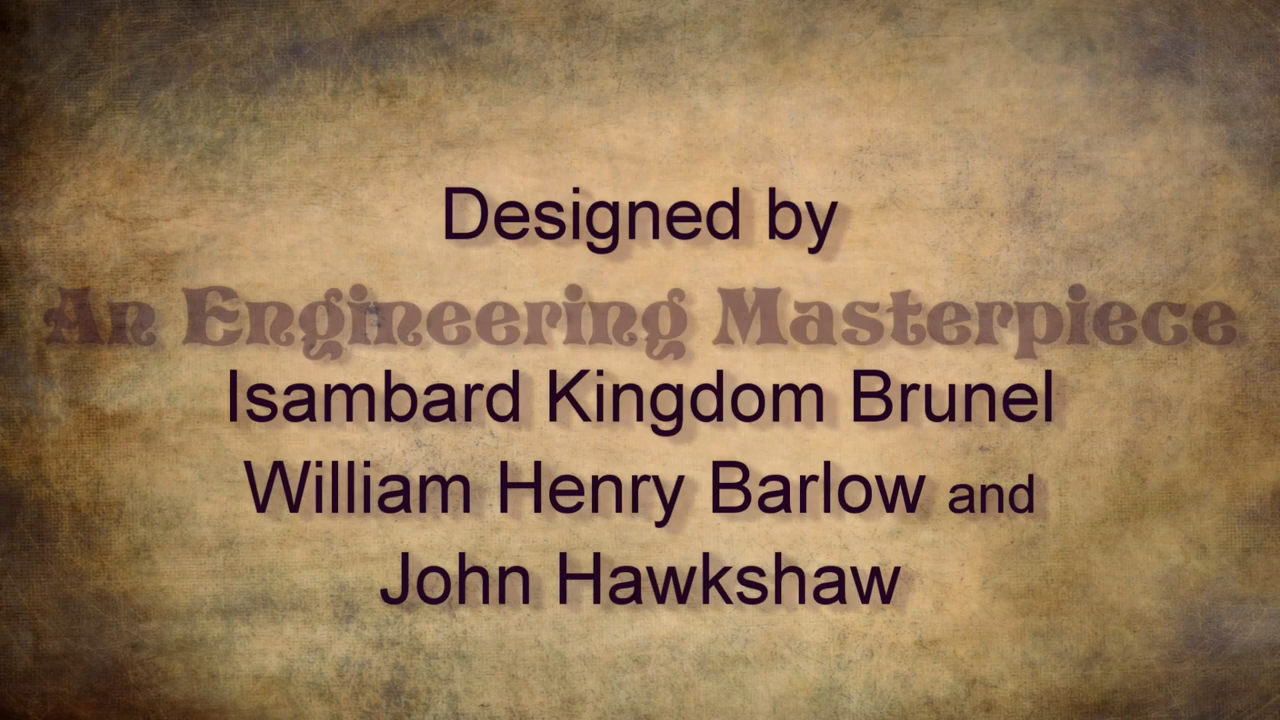 Designed by
An Engineering Masterpiece
Isambard Kingdom Brunel
William Henry Barlow and
John Hawkshaw